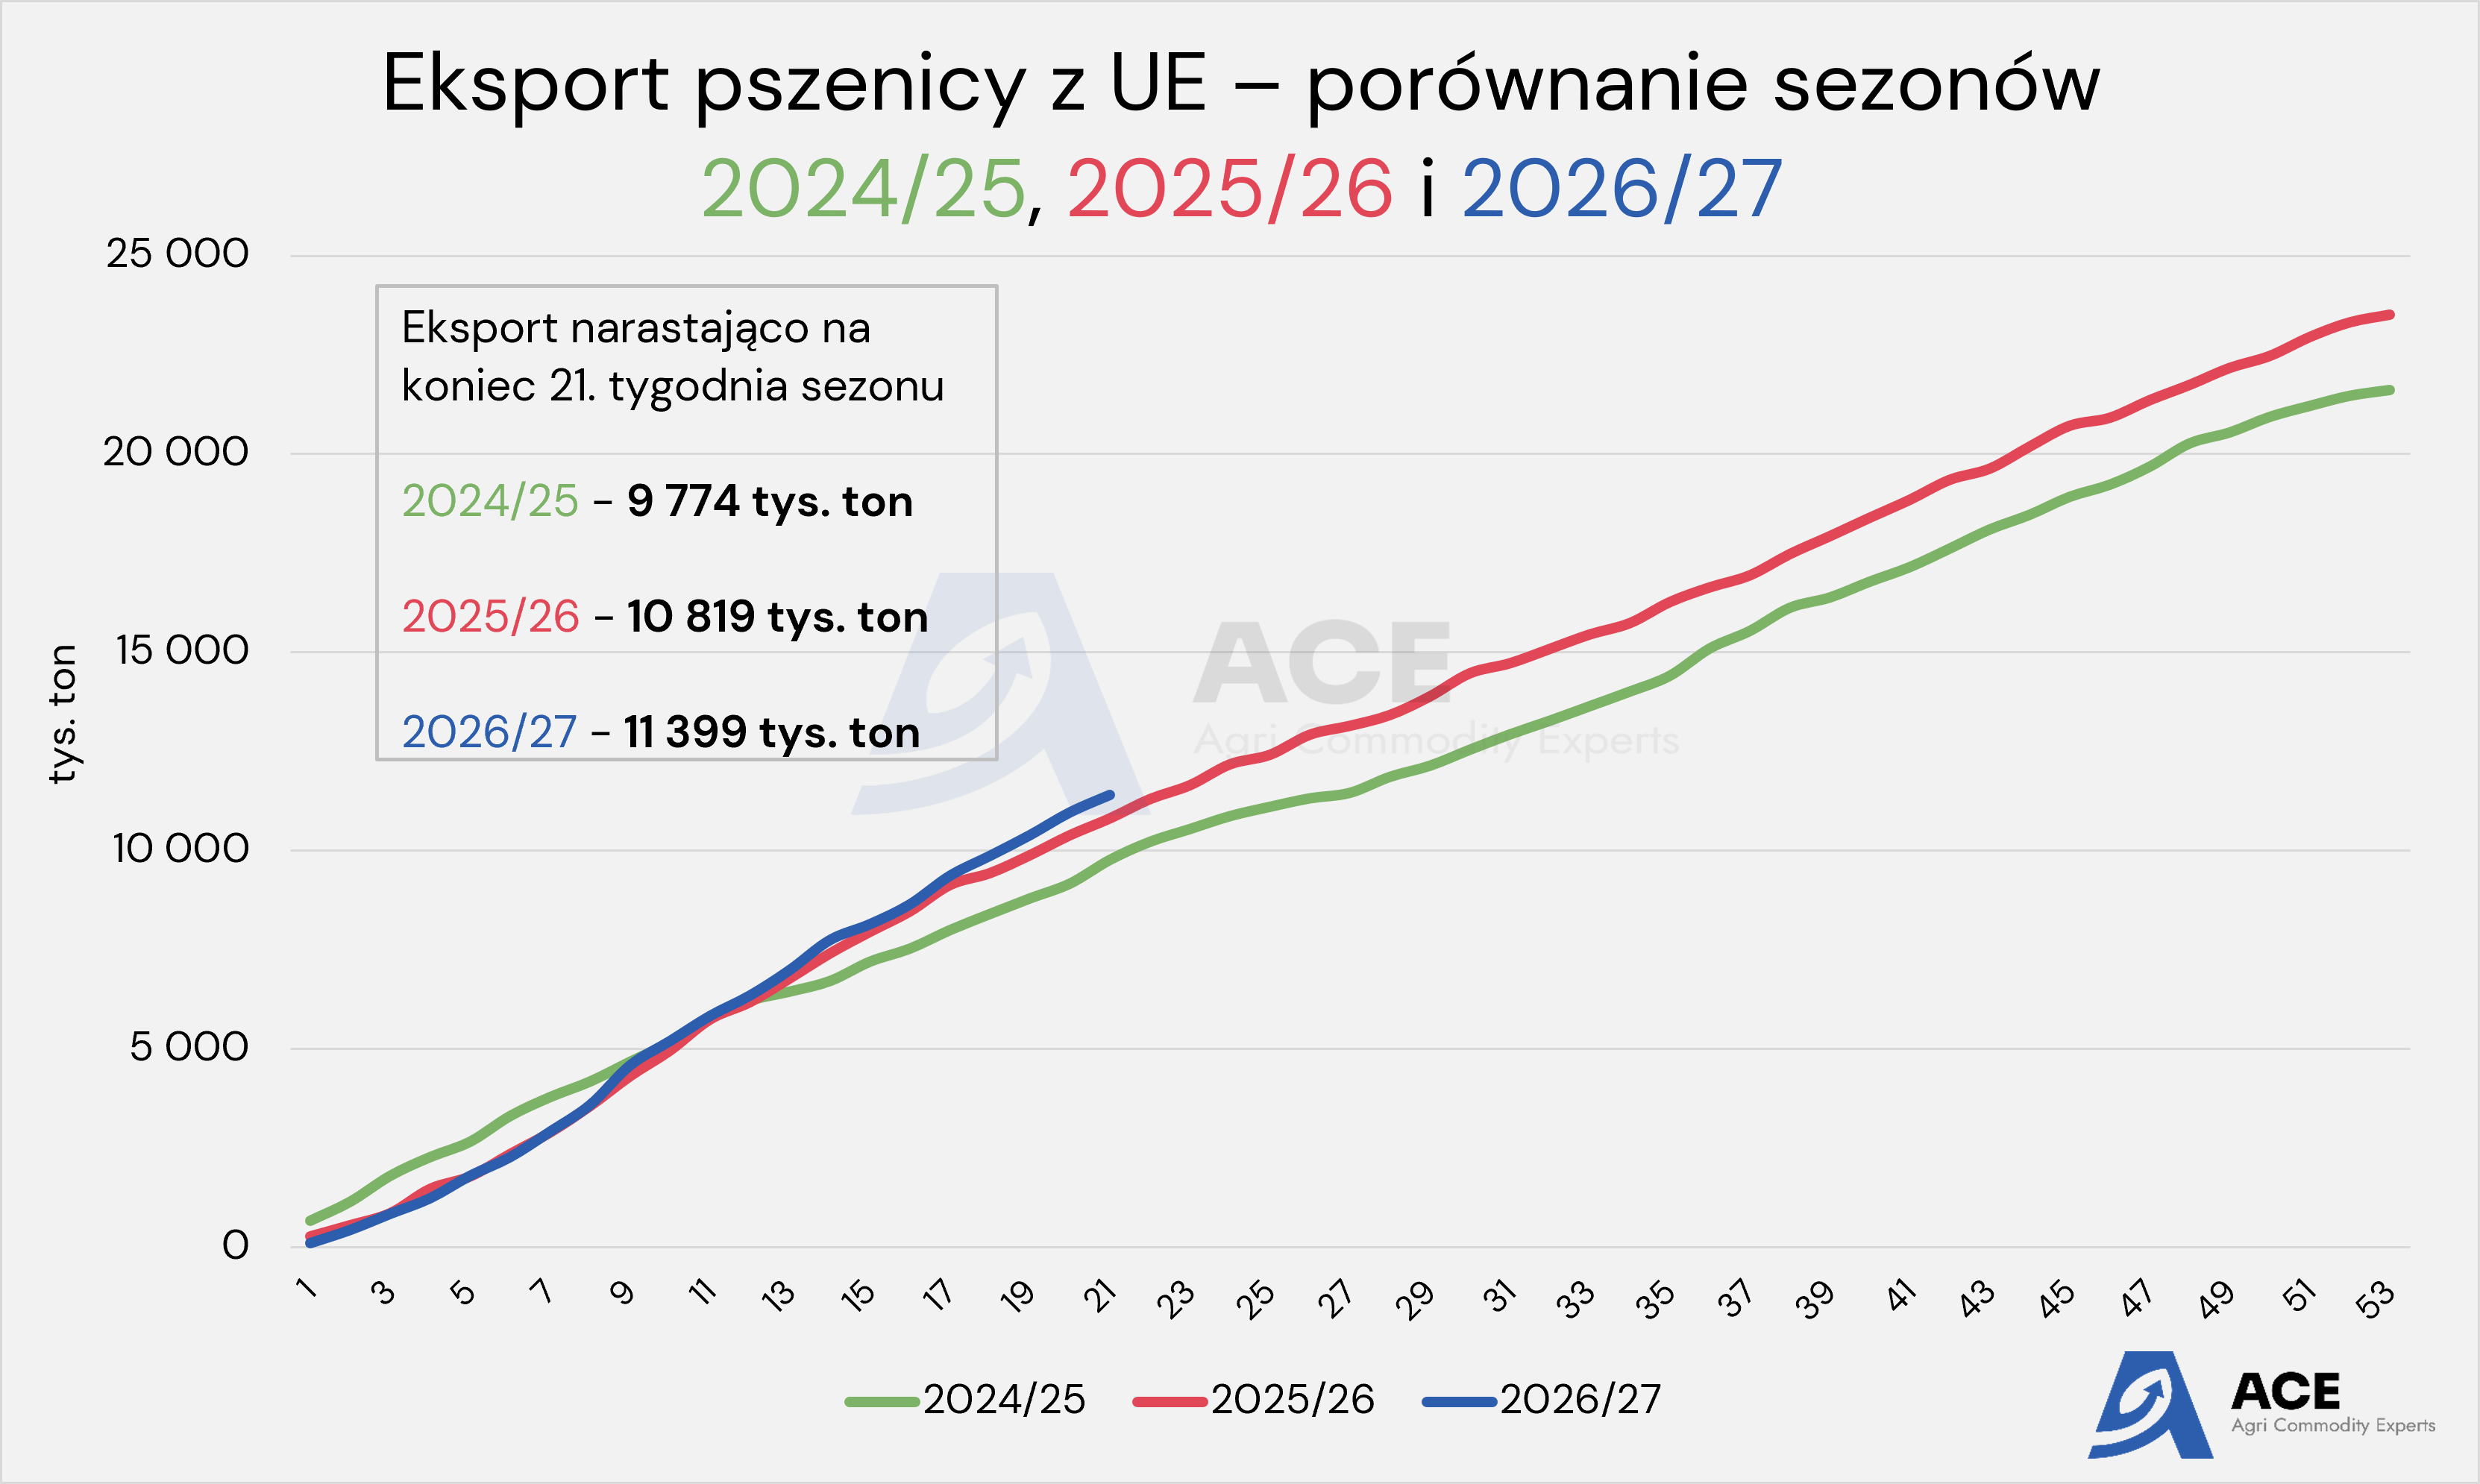 Eksport pszenicy z UE – porównanie sezonów
2024/25, 2025/26 i 2026/27
25 000
20 000
15 000
10 000
5 000
0
tys. ton
Eksport narastająco na
koniec 21. tygodnia sezonu
2024/25 – 9 774 tys. ton
2025/26 – 10 819 tys. ton
2026/27 – 11 399 tys. ton
ACE
Agri Commodity Experts
1 3 5 7 9 11 13 15 17 19 21 23 25 27 29 31 33 35 37 39 41 43 45 47 49 51 53
2024/25 2025/26 2026/27
ACE
Agri Commodity Experts